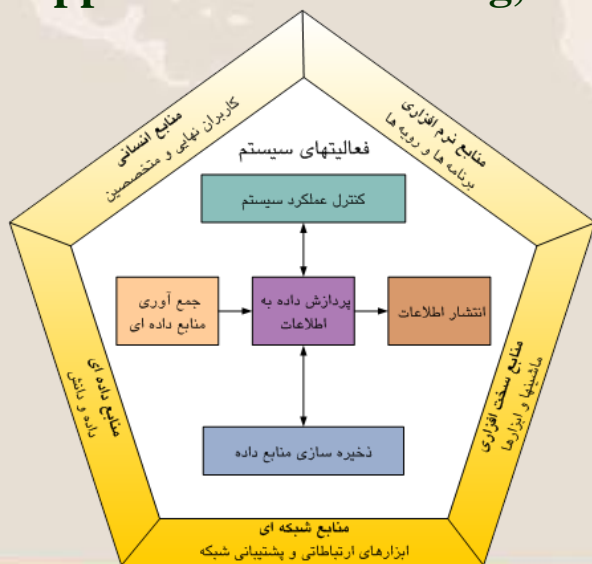 منابع انسانی
کاربران نهایی و متخصصین
منابع نرم افزاری
برنامه ها و رویه ها
فعالیتهای سیستم
کنترل عملکرد سیستم
جمع آوری
منابع داده ای
پردازش داده به
اطلاعات
انتشار اطلاعات
ذخیره سازی منابع داده
منابع داده ای
داده و دانش
منابع سخت افزاری
ماشینها و ابزارها
منابع شبکه ای
ابزارهای ارتباطاتی و پشتیبانی شبکه